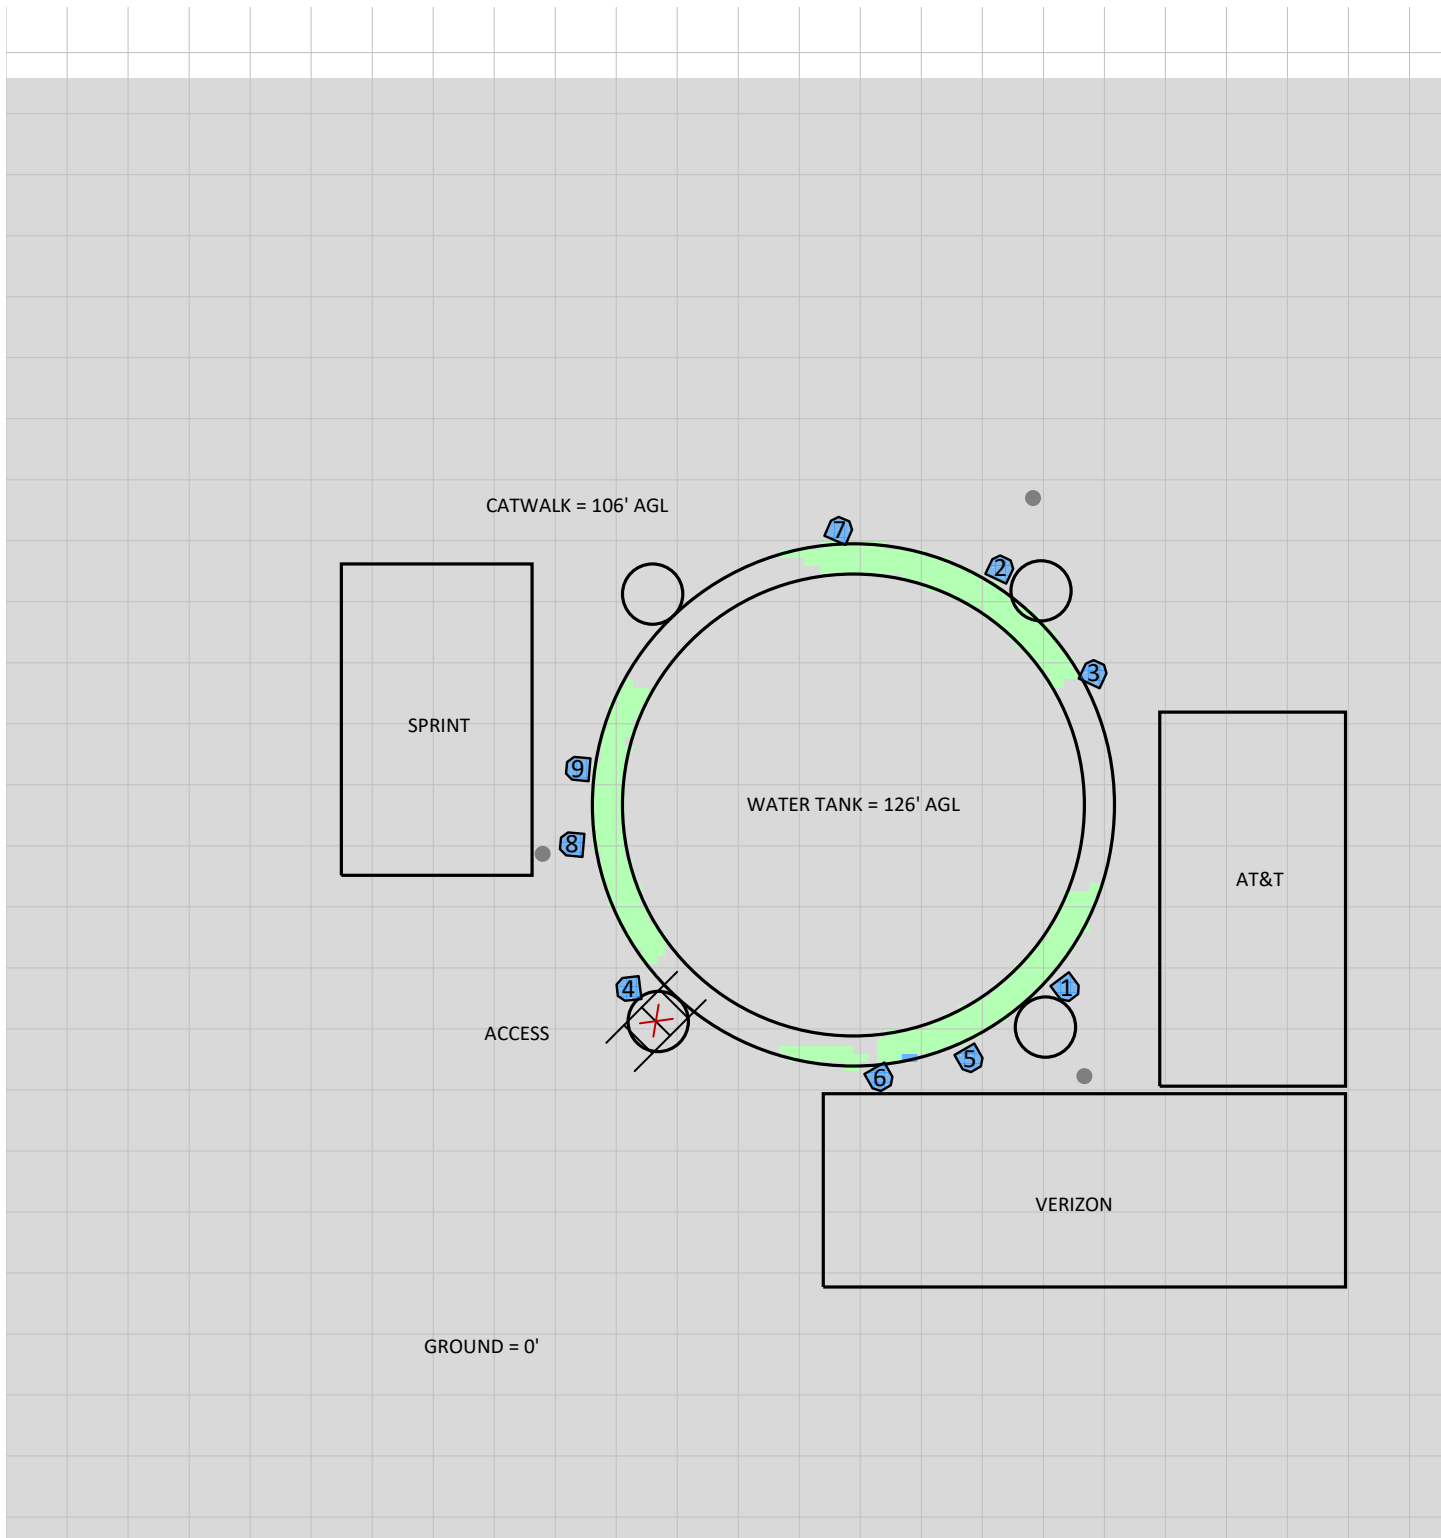 CATWALK = 106' AGL
7
2
3
SPRINT
9
WATER TANK = 126' AGL
8
AT&T
4
1
ACCESS
5
6
VERIZON
GROUND = 0'